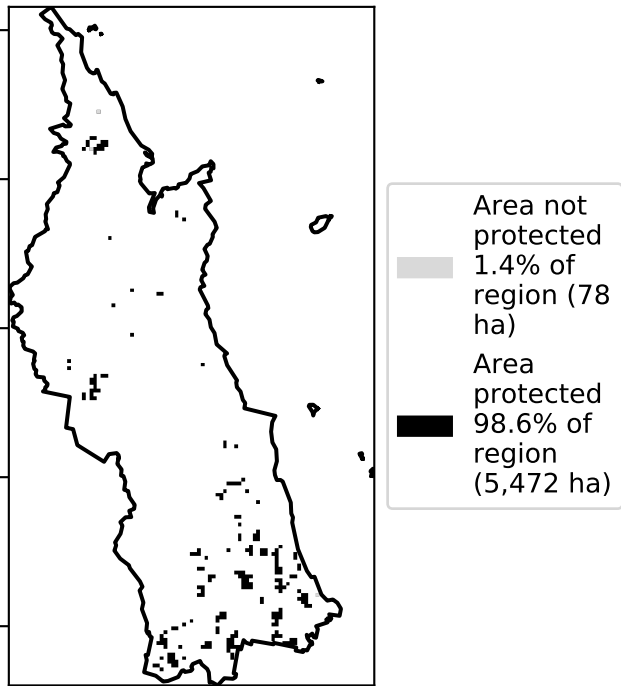 Area not
protected
1.4% of
region (78
ha)
Area
protected
98.6% of
region
(5,472 ha)